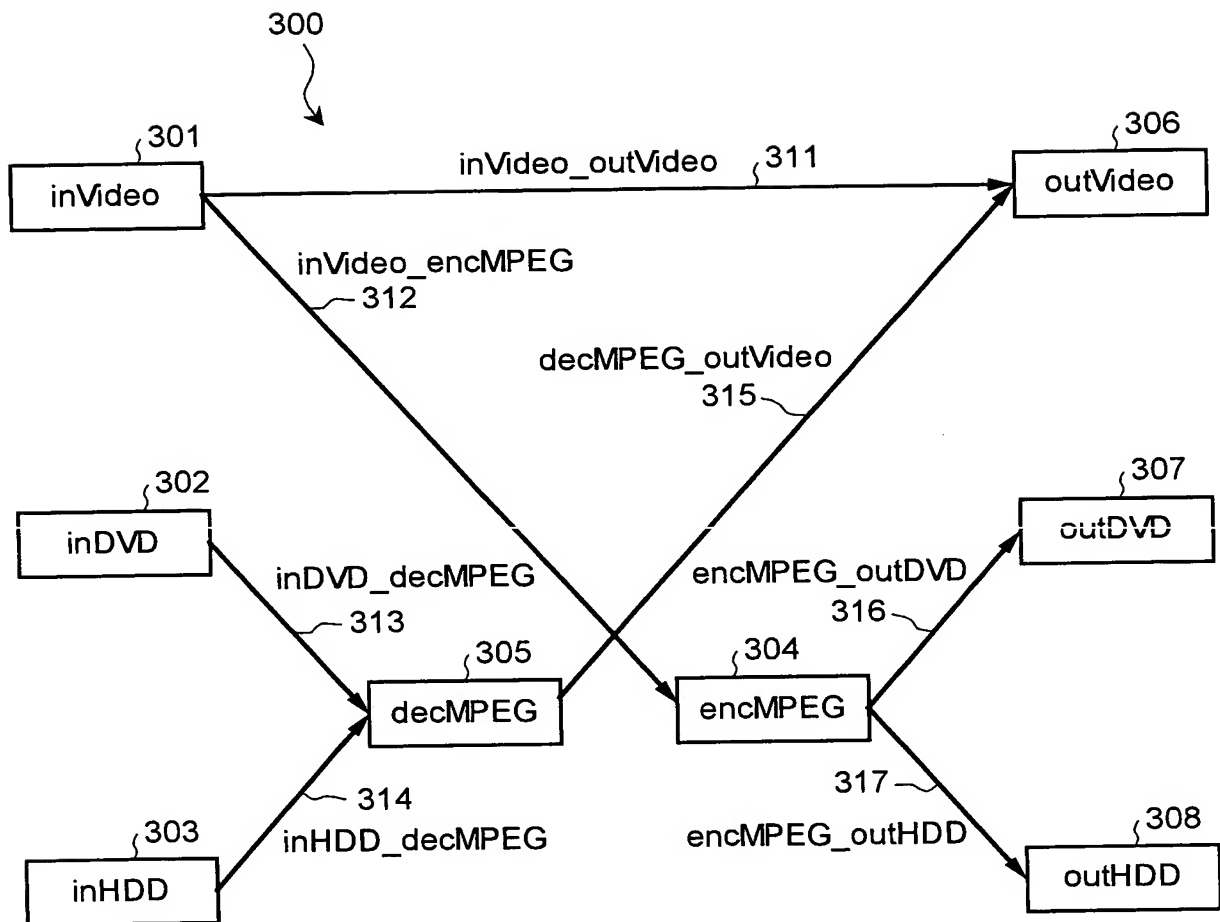 300
301
inVideo
inVideo_outVideo
311
306
outVideo
inVideo_encMPEG
312
decMPEG_outVideo
315
302
inDVD
307
outDVD
inDVD_decMPEG
313
encMPEG_outDVD
316
305
decMPEG
304
encMPEG
314
inHDD_decMPEG
317
encMPEG_outHDD
303
inHDD
308
outHDD